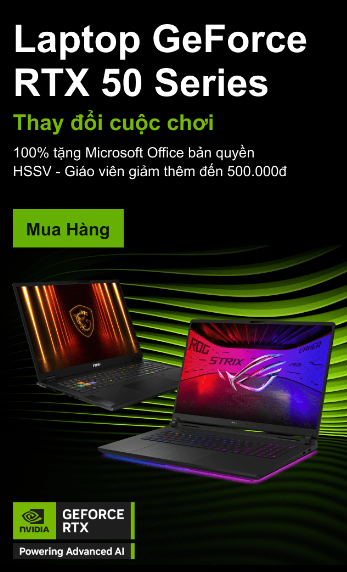 Laptop GeForce
RTX 50 Series
Thay đổi cuộc chơi
100% tặng Microsoft Office bản quyền
HSSV - Giáo viên giảm thêm đến 500.000đ
Mua Hàng
ROG
STRIX
NVIDIA
GEFORCE
RTX
Powering Advanced AI